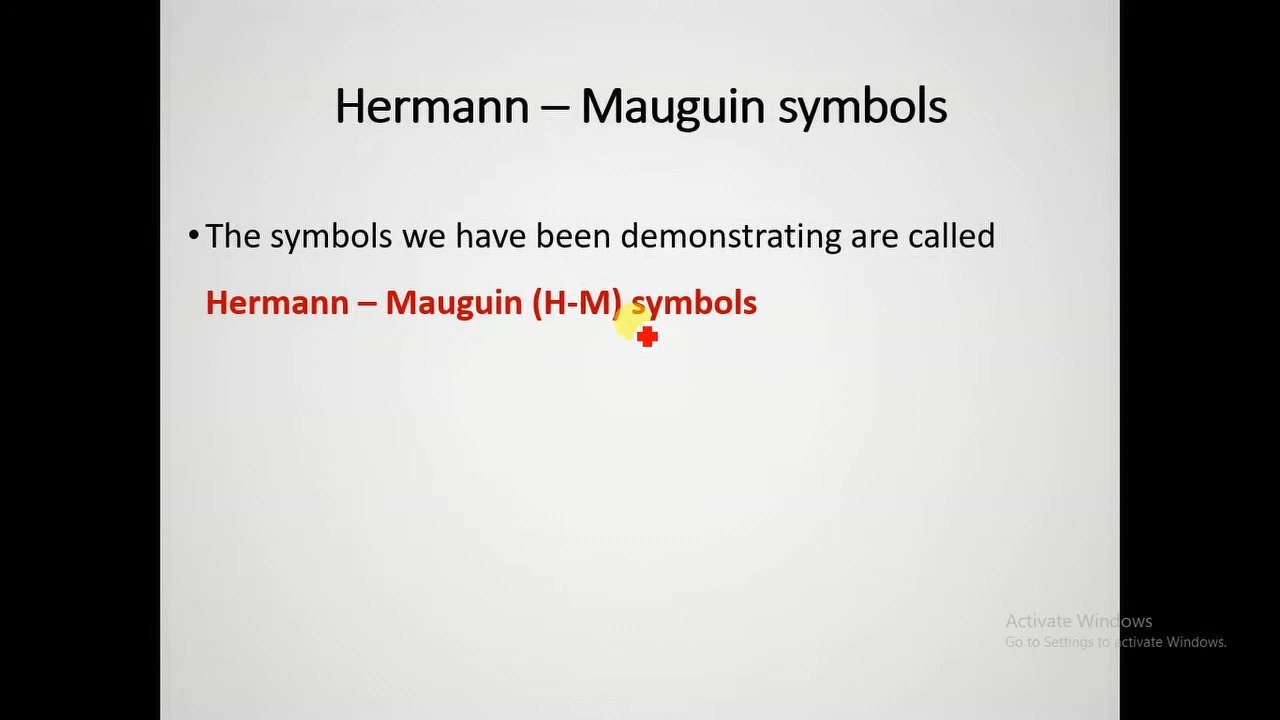 Hermann – Mauguin symbols
• The symbols we have been demonstrating are called
Hermann – Mauguin (H-M) symbols
Activate Windows
Go to Settings to activate Windows.